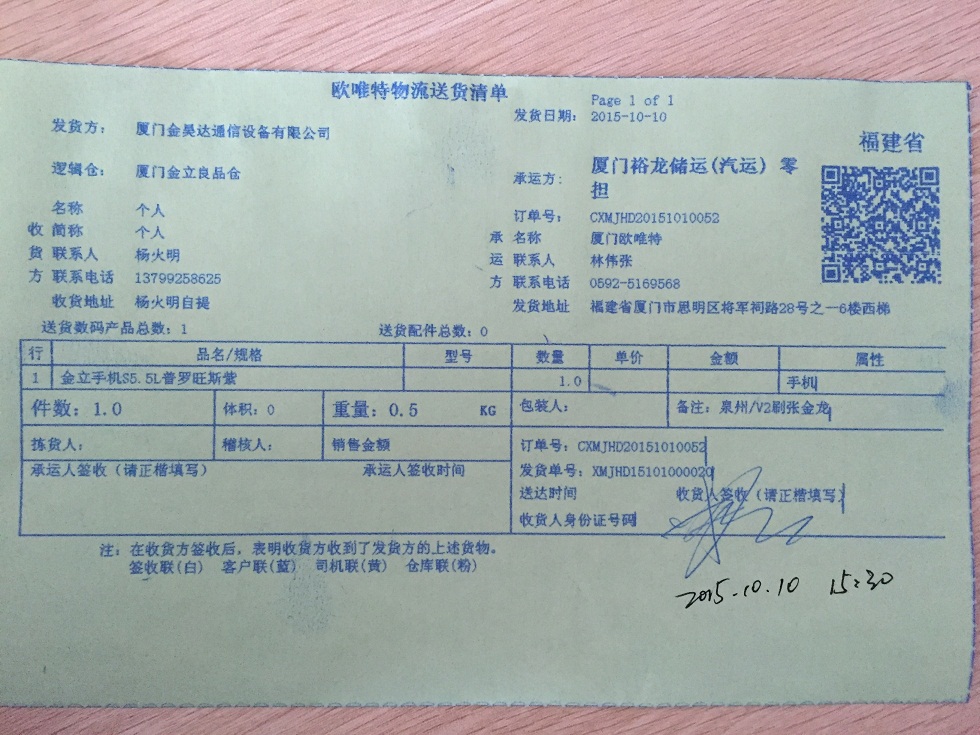 欧唯特物流送货清单
Page 1 of 1
发货日期: 2015-10-10
发货方: 厦门金昊达通信设备有限公司
福建省
逻辑仓: 厦门金立良品仓
承运方: 厦门裕龙储运(汽运) 零担
收货方
名称 个人
简称 个人
联系人 杨火明
联系电话 13799258625
收货地址 杨火明自提
订单号: CXMJHD20151010052
承运方
名称 厦门欧唯特
联系人 林伟张
联系电话 0592-5169568
发货地址 福建省厦门市思明区将军祠路28号之一6楼西梯
送货数码产品总数: 1 送货配件总数: 0
行 品名/规格 型号 数量 单价 金额 属性
1 金立手机S5.5L普罗旺斯紫 1.0 手机
件数: 1.0 体积: 0 重量: 0.5 KG 包装人: 备注: 泉州/V2刷张金龙
拣货人: 稽核人: 销售金额 订单号: CXMJHD20151010052
承运人签收 (请正楷填写) 承运人签收时间 发货单号: XMJHD15101000020
送达时间 收货人签收 (请正楷填写)
收货人身份证号码
注: 在收货方签收后, 表明收货方收到了发货方的上述货物。
签收联(白) 客户联(蓝) 司机联(黄) 仓库联(粉)
2015.10.10 15:30